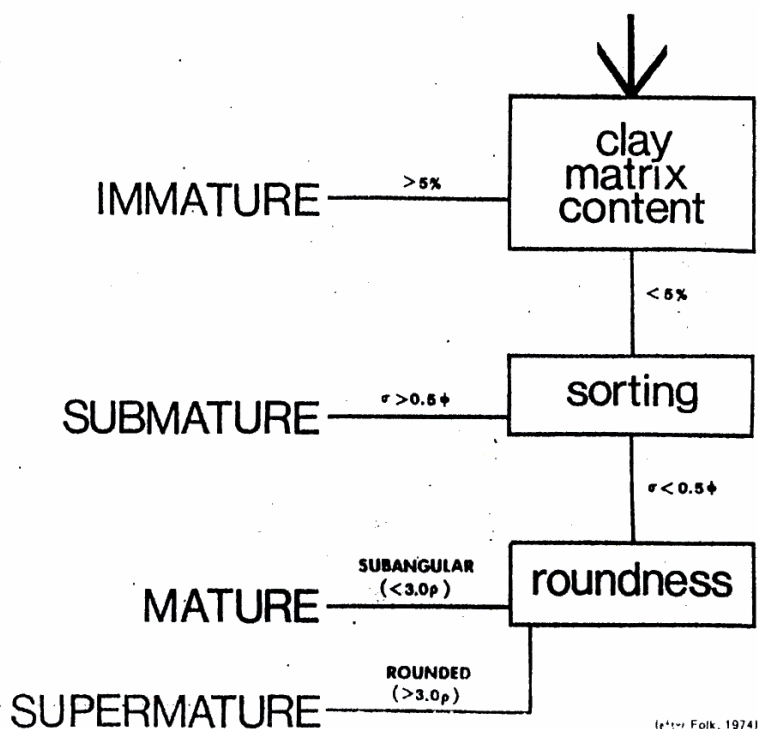 clay
matrix
content
IMMATURE
>5%
<5%
sorting
SUBMATURE
σ>0.5ϕ
σ<0.5ϕ
roundness
SUBANGULAR
(<3.0ρ)
MATURE
ROUNDED
(>3.0ρ)
SUPERMATURE
Folk, 1974)